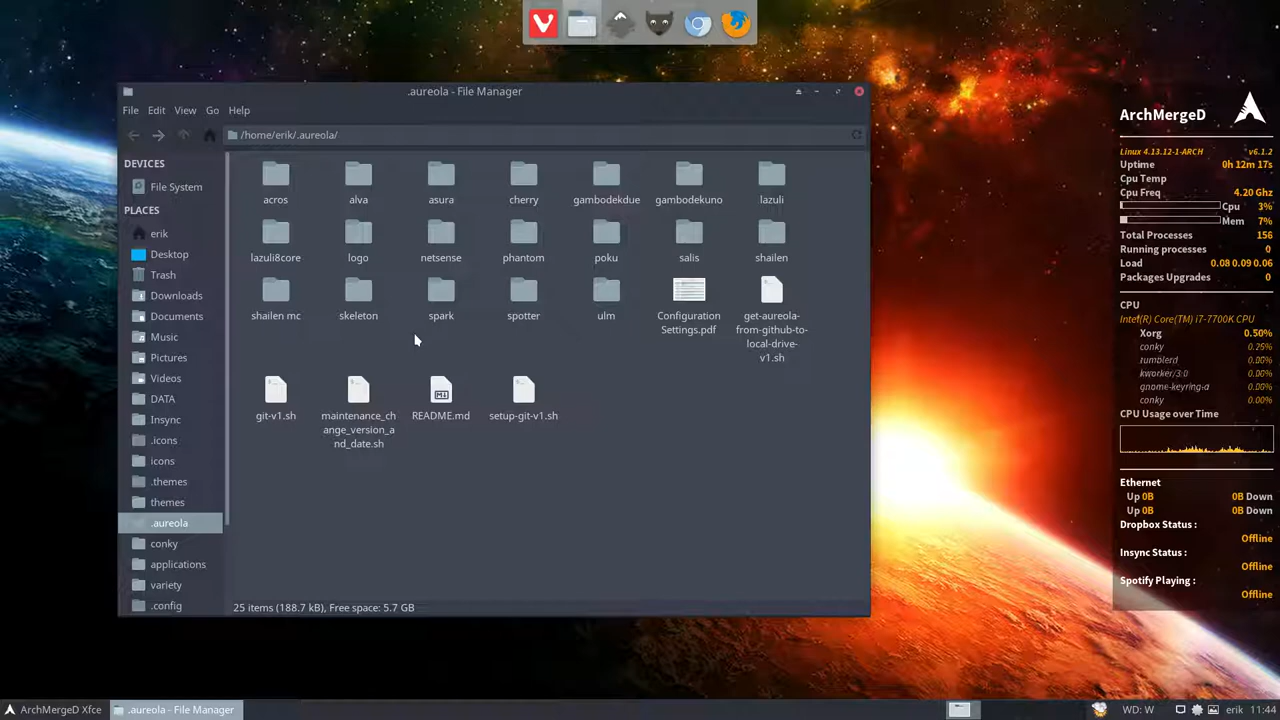 .aureola - File Manager
File Edit View Go Help
/home/erik/.aureola/
DEVICES
File System
PLACES
erik
Desktop
Trash
Downloads
Documents
Music
Pictures
Videos
DATA
Insync
.icons
icons
.themes
themes
.aureola
conky
applications
variety
.config
acros alva asura cherry gambodekdue gambodekuno lazuli
lazuli8core logo netsense phantom poku salis shailen
shailen mc skeleton spark spotter ulm
Configuration
Settings.pdf
get-aureola-
from-github-to-
local-drive-
v1.sh
git-v1.sh
maintenance_ch
ange_version_a
nd_date.sh
README.md
setup-git-v1.sh
25 items (188.7 kB), Free space: 5.7 GB
ArchMergeD
Linux 4.13.12-1-ARCH v6.1.2
Uptime 0h 12m 17s
Cpu Temp
Cpu Freq 4.20 Ghz
Cpu 3%
Mem 7%
Total Processes 156
Running processes 0
Load 0.08 0.09 0.06
Packages Upgrades 0
CPU
Intel(R) Core(TM) i7-7700K CPU
Xorg 0.50%
conky 0.25%
tumblerd 0.00%
kworker/3:0 0.00%
gnome-keyring-d 0.00%
conky 0.00%
CPU Usage over Time
Ethernet
Up 0B 0B Down
Up 0B 0B Down
Dropbox Status :
Offline
Insync Status :
Offline
Spotify Playing :
Offline
ArchMergeD Xfce .aureola - File Manager WD: W erik 11:44